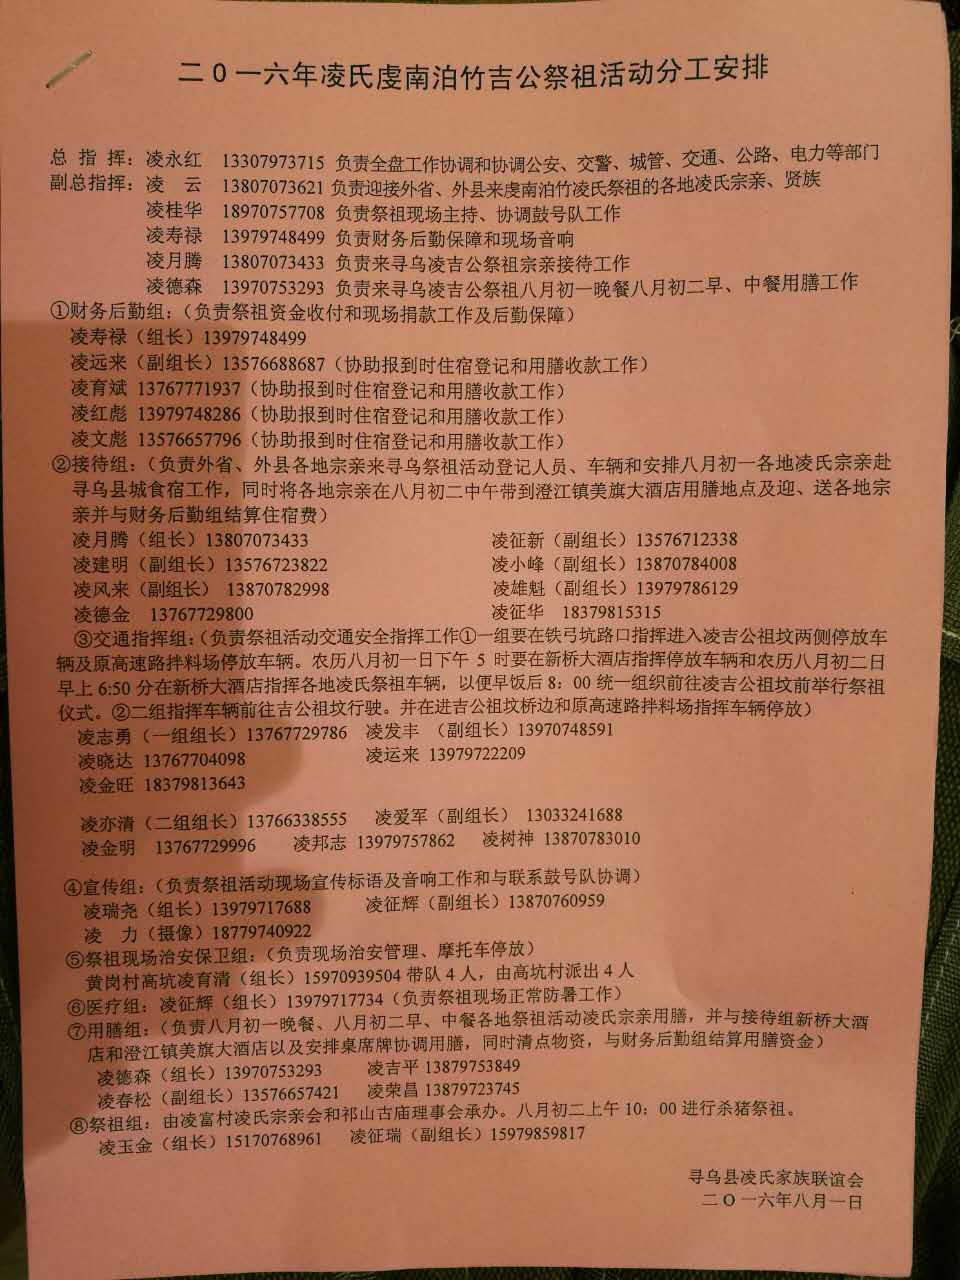 二０一六年凌氏虔南泊竹吉公祭祖活动分工安排
总 指 挥：凌永红 13307973715 负责全盘工作协调和协调公安、交警、城管、交通、公路、电力等部门
副总指挥：凌 云 13807073621 负责迎接外省、外县来虔南泊竹凌氏祭祖的各地凌氏宗亲、贤族
凌桂华 18970757708 负责祭祖现场主持、协调鼓号队工作
凌寿禄 13979748499 负责财务后勤保障和现场音响
凌月腾 13807073433 负责来寻乌凌吉公祭祖宗亲接待工作
凌德森 13970753293 负责来寻乌凌吉公祭祖八月初一晚餐八月初二早、中餐用膳工作
①财务后勤组：（负责祭祖资金收付和现场捐款工作及后勤保障）
凌寿禄（组长）13979748499
凌远来（副组长）13576688687（协助报到时住宿登记和用膳收款工作）
凌育斌 13767771937（协助报到时住宿登记和用膳收款工作）
凌红彪 13979748286（协助报到时住宿登记和用膳收款工作）
凌文彪 13576657796（协助报到时住宿登记和用膳收款工作）
②接待组：（负责外省、外县各地宗亲来寻乌祭祖活动登记人员、车辆和安排八月初一各地凌氏宗亲赴
寻乌县城食宿工作，同时将各地宗亲在八月初二中午带到澄江镇美旗大酒店用膳地点及迎、送各地宗
亲并与财务后勤组结算住宿费）
凌月腾（组长）13807073433 凌征新（副组长）13576712338
凌建明（副组长）13576723822 凌小峰（副组长）13870784008
凌风来（副组长） 13870782998 凌雄魁（副组长）13979786129
凌德金 13767729800 凌征华 18379815315
③交通指挥组：（负责祭祖活动交通安全指挥工作①一组要在铁弓坑路口指挥进入凌吉公祖坟两侧停放车
辆及原高速路拌料场停放车辆。农历八月初一日下午 5 时要在新桥大酒店指挥停放车辆和农历八月初二日
早上 6:50 分在新桥大酒店指挥各地凌氏祭祖车辆，以便早饭后 8：00 统一组织前往凌吉公祖坟前举行祭祖
仪式。②二组指挥车辆前往吉公祖坟行驶。并在进吉公祖坟桥边和原高速路拌料场指挥车辆停放）
凌志勇（一组组长）13767729786 凌发丰 （副组长）13970748591
凌晓达 13767704098 凌运来 13979722209
凌金旺 18379813643
凌亦清（二组组长）13766338555 凌爱军（副组长） 13033241688
凌金明 13767729996 凌邦志 13979757862 凌树神 13870783010
④宣传组：（负责祭祖活动现场宣传标语及音响工作和与联系鼓号队协调）
凌瑞尧（组长）13979717688 凌征辉（副组长）13870760959
凌 力（摄像）18779740922
⑤祭祖现场治安保卫组：（负责现场治安管理、摩托车停放）
黄岗村高坑凌育清（组长）15970939504 带队 4 人，由高坑村派出 4 人
⑥医疗组：凌征辉（组长）13979717734（负责祭祖现场正常防暑工作）
⑦用膳组：（负责八月初一晚餐、八月初二早、中餐各地祭祖活动凌氏宗亲用膳，并与接待组新桥大酒
店和澄江镇美旗大酒店以及安排桌席牌协调用膳，同时清点物资，与财务后勤组结算用膳资金）
凌德森（组长）13970753293 凌吉平 13879753849
凌春松（副组长）13576657421 凌荣昌 13879723745
⑧祭祖组：由凌富村凌氏宗亲会和祁山古庙理事会承办。八月初二上午 10：00 进行杀猪祭祖。
凌玉金（组长）15170768961 凌征瑞（副组长）15979859817
寻乌县凌氏家族联谊会
二０一六年八月一日